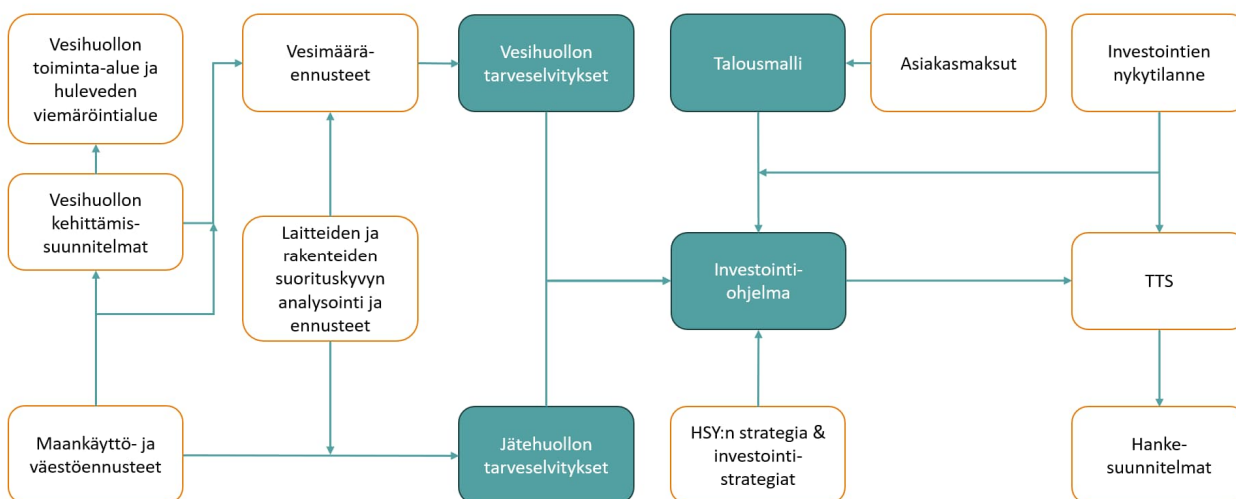 Vesihuollon
toiminta-alue ja
huleveden
viemäröintialue
Vesimäärä-
ennusteet
Vesihuollon
tarveselvitykset
Talousmalli
Asiakasmaksut
Investointien
nykytilanne
Vesihuollon
kehittämis-
suunnitelmat
Laitteiden ja
rakenteiden
suorituskyvyn
analysointi ja
ennusteet
Investointi-
ohjelma
TTS
Maankäyttö- ja
väestöennusteet
Jätehuollon
tarveselvitykset
HSY:n strategia &
investointi-
strategiat
Hanke-
suunnitelmat